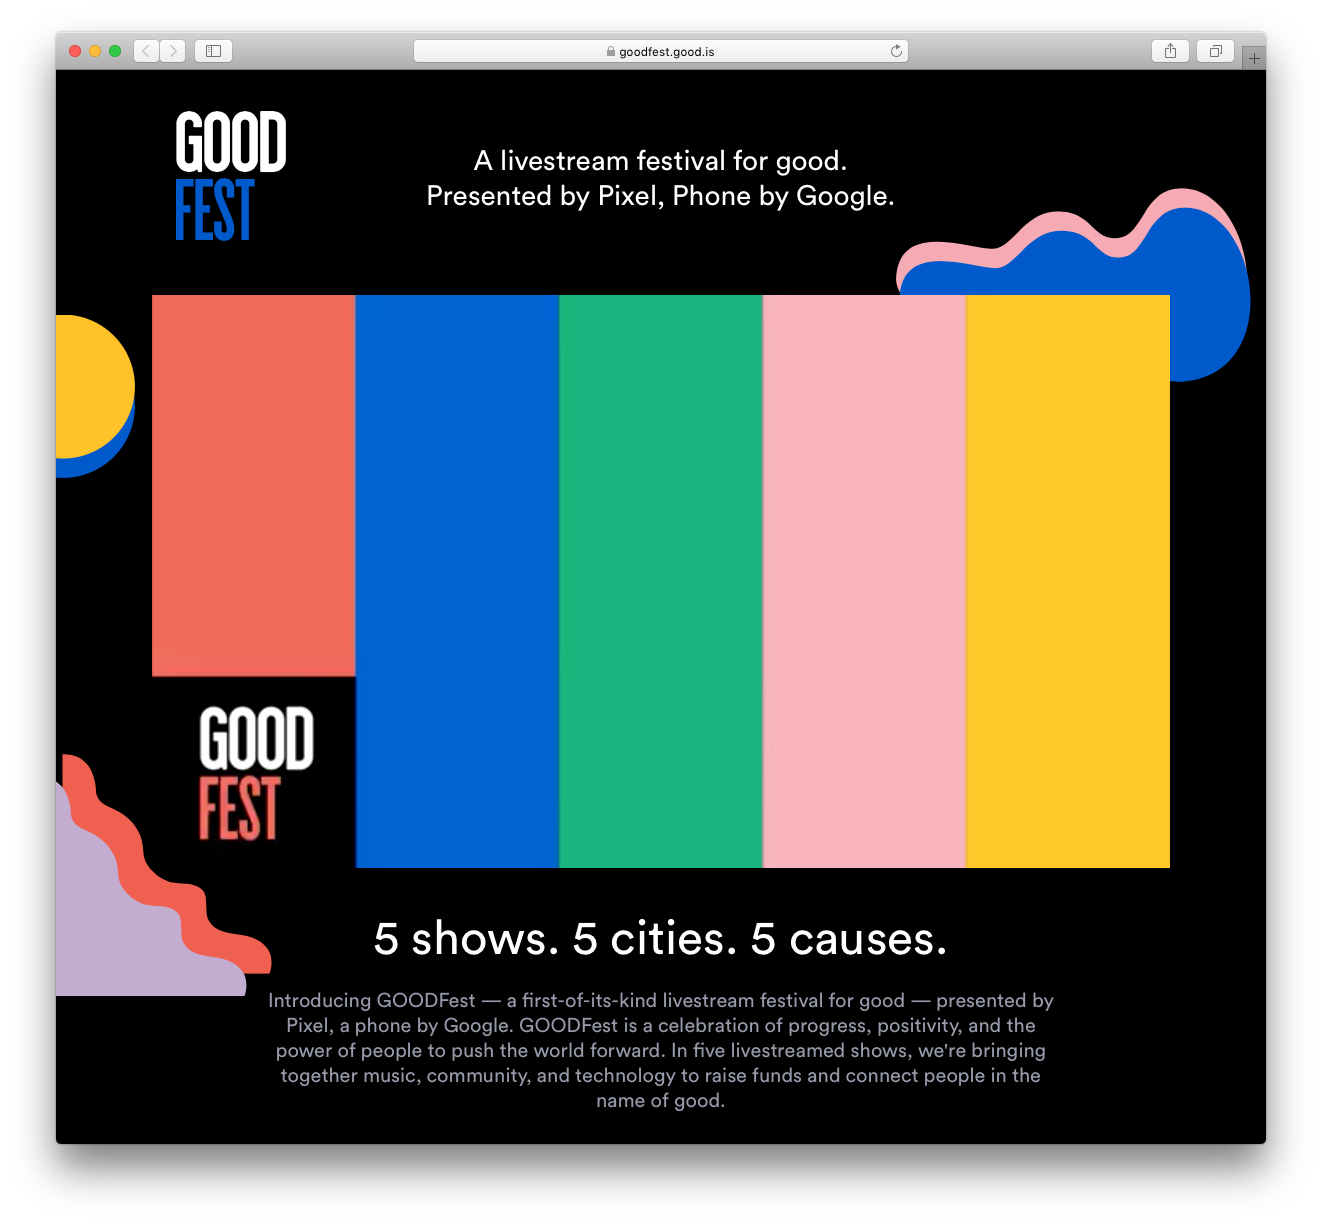 goodfest.good.is
GOOD
FEST
A livestream festival for good.
Presented by Pixel, Phone by Google.
GOOD
FEST
5 shows. 5 cities. 5 causes.
Introducing GOODFest — a first-of-its-kind livestream festival for good — presented by
Pixel, a phone by Google. GOODFest is a celebration of progress, positivity, and the
power of people to push the world forward. In five livestreamed shows, we're bringing
together music, community, and technology to raise funds and connect people in the
name of good.